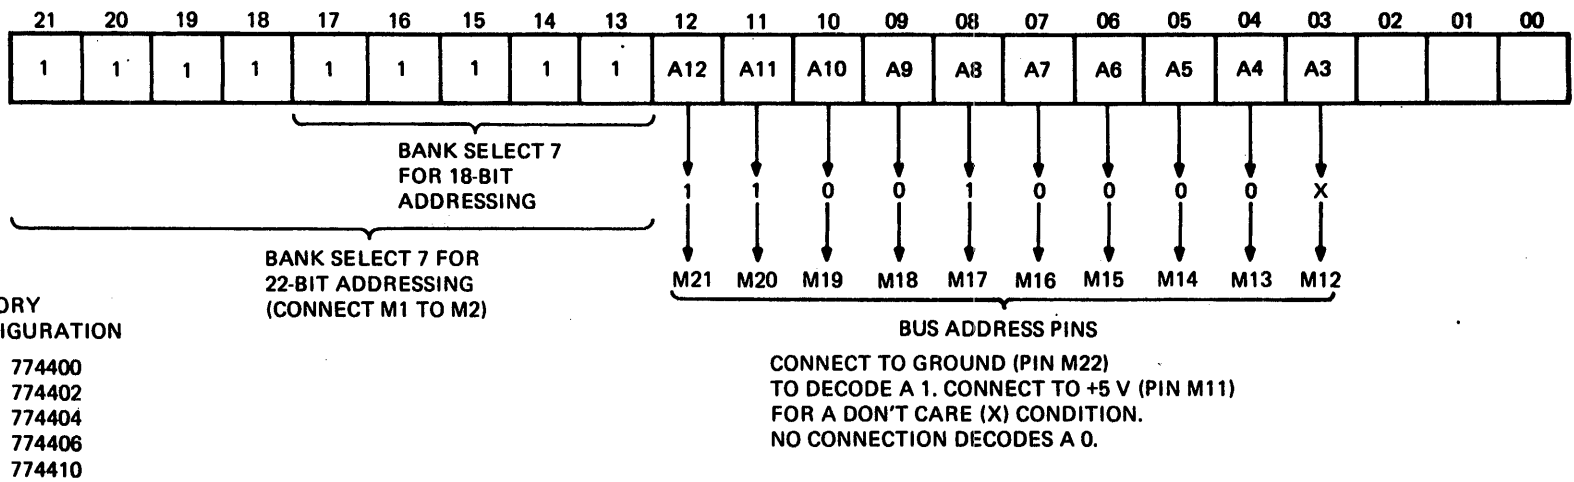 21 20 19 18 17 16 15 14 13 12 11 10 09 08 07 06 05 04 03 02 01 00
1 1 1 1 1 1 1 1 1 A12 A11 A10 A9 A8 A7 A6 A5 A4 A3
BANK SELECT 7
FOR 18-BIT
ADDRESSING
1 1 0 0 1 0 0 0 0 X
BANK SELECT 7 FOR
22-BIT ADDRESSING
(CONNECT M1 TO M2)
M21 M20 M19 M18 M17 M16 M15 M14 M13 M12
BUS ADDRESS PINS
CONNECT TO GROUND (PIN M22)
TO DECODE A 1. CONNECT TO +5 V (PIN M11)
FOR A DON'T CARE (X) CONDITION.
NO CONNECTION DECODES A 0.
ORY
IGURATION
774400
774402
774404
774406
774410